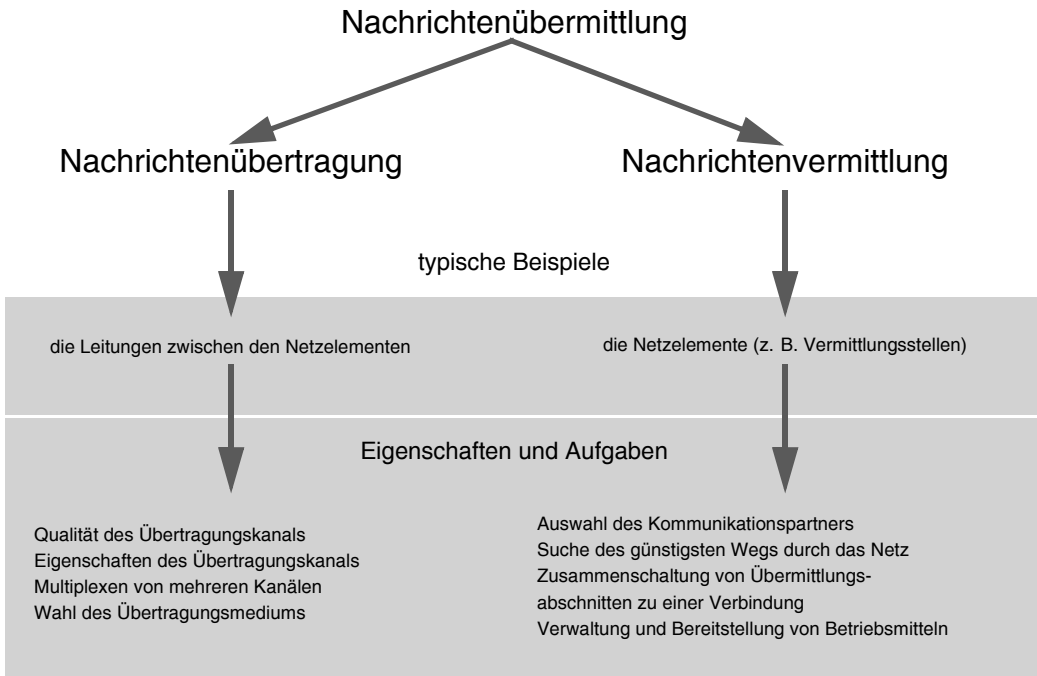 Nachrichtenübermittlung
Nachrichtenübertragung
Nachrichtenvermittlung
typische Beispiele
die Leitungen zwischen den Netzelementen
die Netzelemente (z. B. Vermittlungsstellen)
Eigenschaften und Aufgaben
Qualität des Übertragungskanals
Eigenschaften des Übertragungskanals
Multiplexen von mehreren Kanälen
Wahl des Übertragungsmediums
Auswahl des Kommunikationspartners
Suche des günstigsten Wegs durch das Netz
Zusammenschaltung von Übermittlungs-
abschnitten zu einer Verbindung
Verwaltung und Bereitstellung von Betriebsmitteln